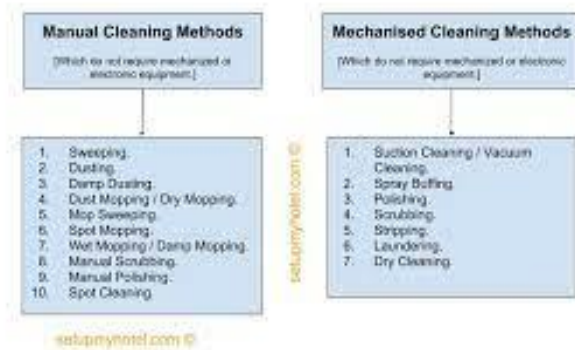 Manual Cleaning Methods
[Which do not require mechanized or
electronic equipment.]
1. Sweeping.
2. Dusting.
3. Damp Dusting.
4. Dust Mopping / Dry Mopping.
5. Mop Sweeping.
6. Spot Mopping.
7. Wet Mopping / Damp Mopping.
8. Manual Scrubbing.
9. Manual Polishing.
10. Spot Cleaning.
setupmyhotel.com ©
setupmyhotel.com ©
Mechanised Cleaning Methods
[Which do not require mechanized or electronic
equipment.]
1. Suction Cleaning / Vacuum
Cleaning.
2. Spray Buffing.
3. Polishing.
4. Scrubbing.
5. Stripping.
6. Laundering.
7. Dry Cleaning.